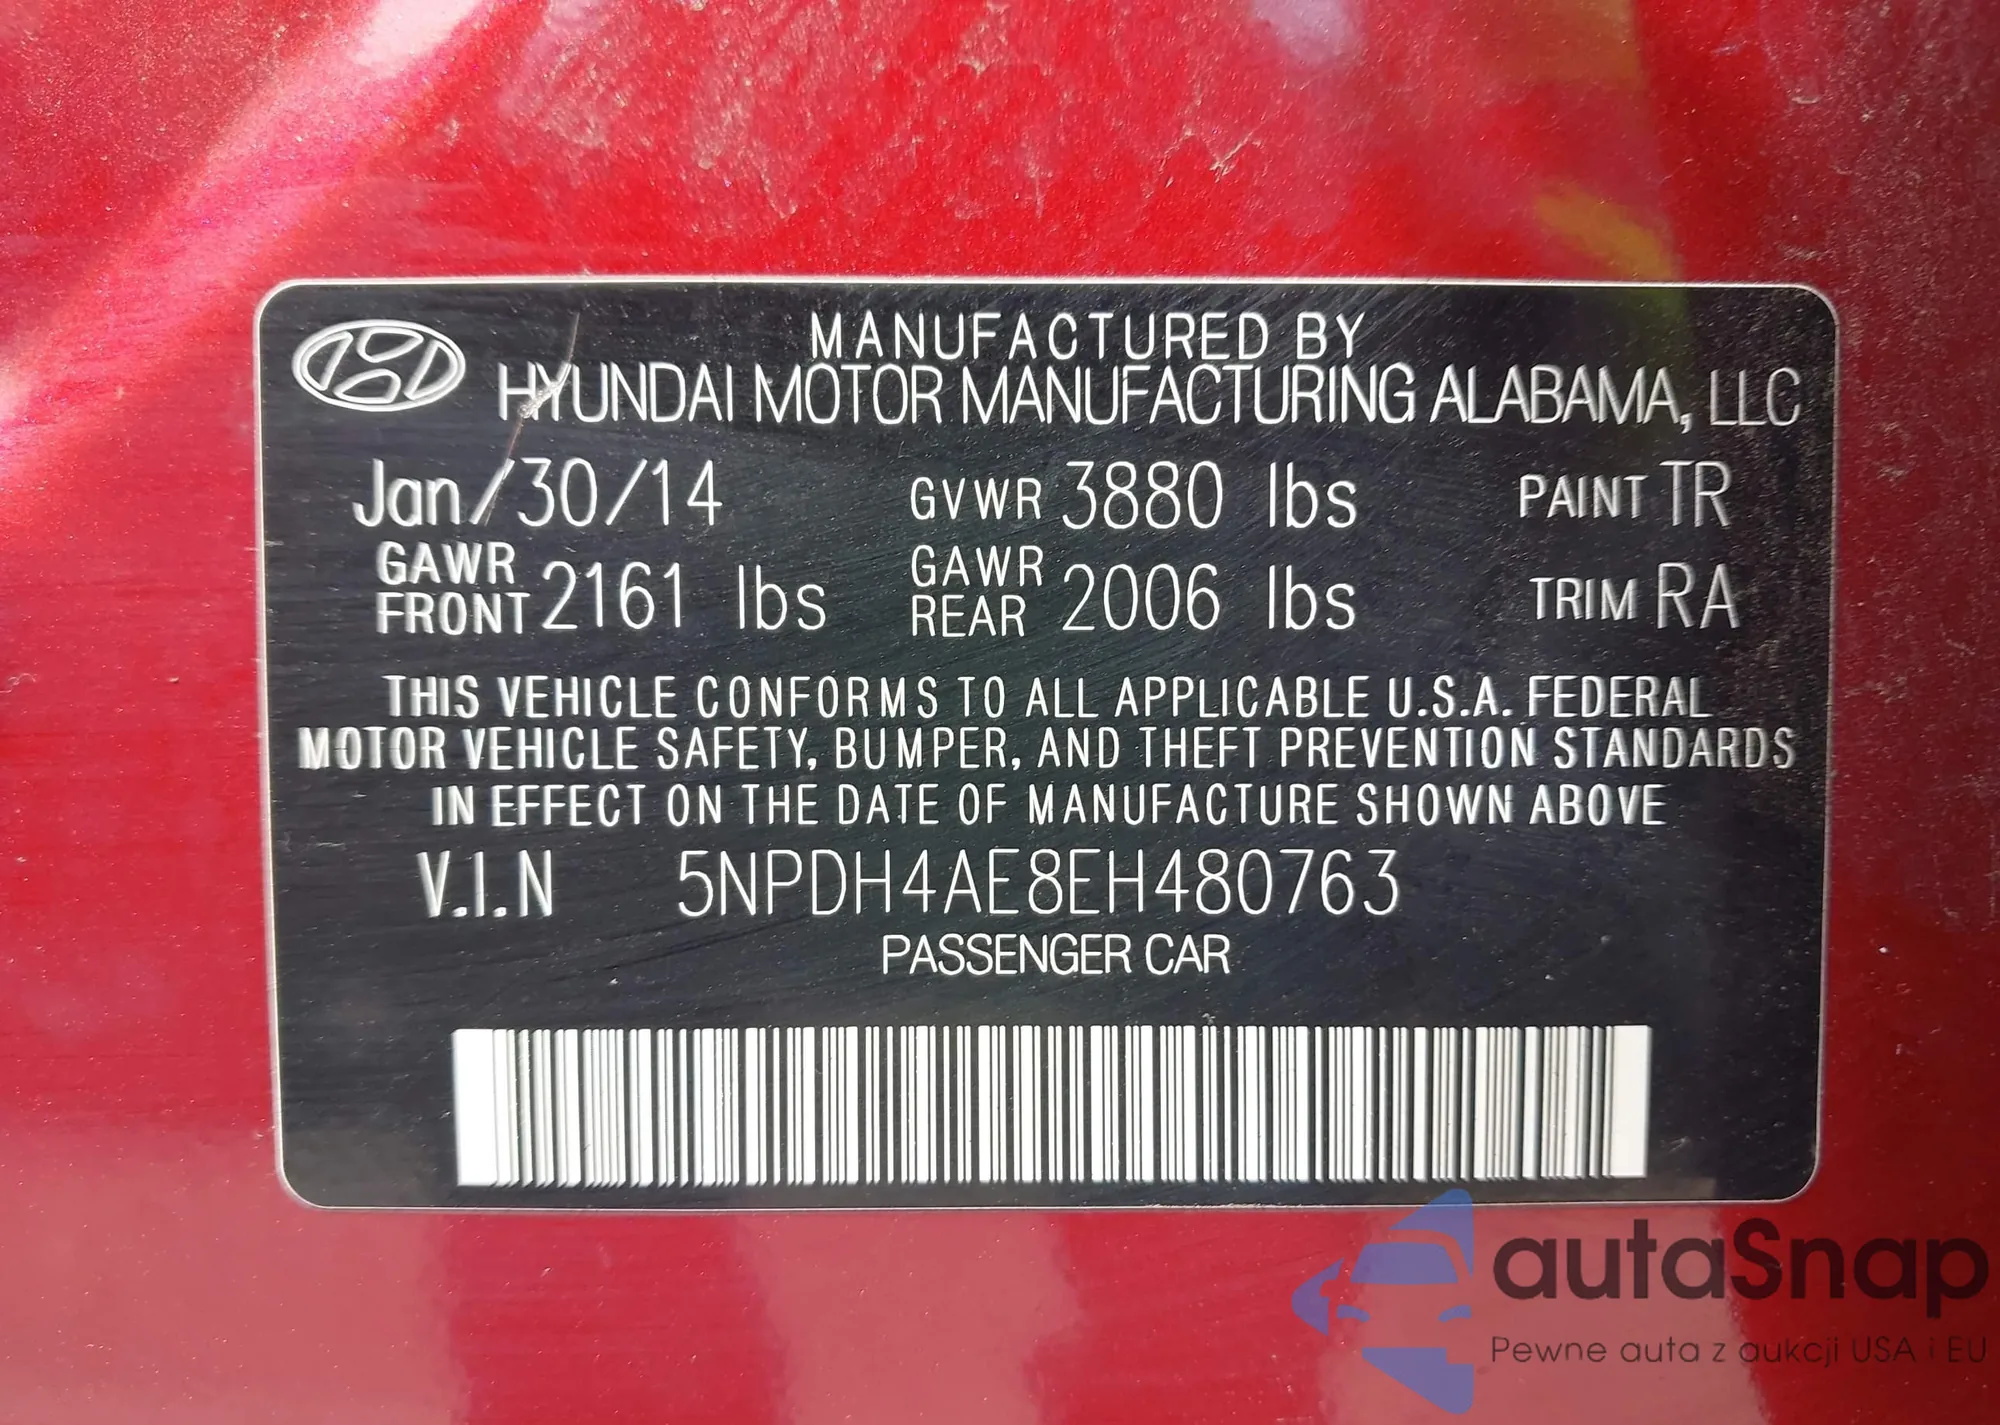 MANUFACTURED BY
HYUNDAI MOTOR MANUFACTURING ALABAMA, LLC
Jan/30/14 GVWR 3880 lbs PAINT TR
GAWR FRONT 2161 lbs GAWR REAR 2006 lbs TRIM RA
THIS VEHICLE CONFORMS TO ALL APPLICABLE U.S.A. FEDERAL
MOTOR VEHICLE SAFETY, BUMPER, AND THEFT PREVENTION STANDARDS
IN EFFECT ON THE DATE OF MANUFACTURE SHOWN ABOVE
V.I.N 5NPDH4AE8EH480763
PASSENGER CAR
autaSnap
Pewne auta z aukcji USA i EU